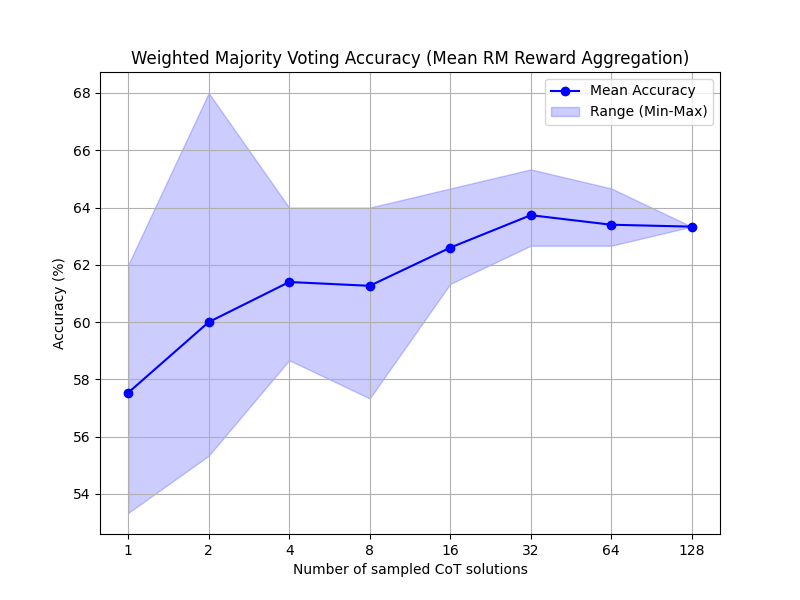 Weighted Majority Voting Accuracy (Mean RM Reward Aggregation)
Mean Accuracy
Range (Min-Max)
Accuracy (%)
68
66
64
62
60
58
56
54
1 2 4 8 16 32 64 128
Number of sampled CoT solutions